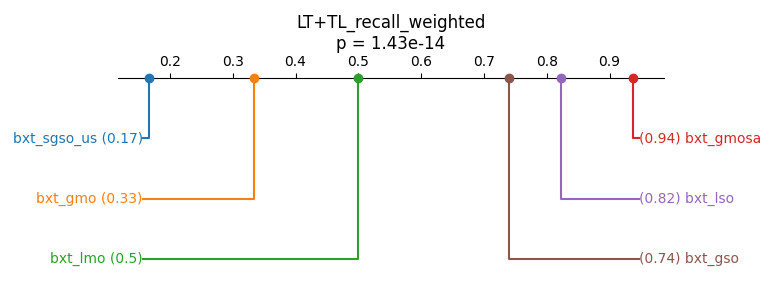 LT+TL_recall_weighted
p = 1.43e-14
0.2 0.3 0.4 0.5 0.6 0.7 0.8 0.9
bxt_sgso_us (0.17) (0.94) bxt_gmosa
bxt_gmo (0.33) (0.82) bxt_lso
bxt_lmo (0.5) (0.74) bxt_gso